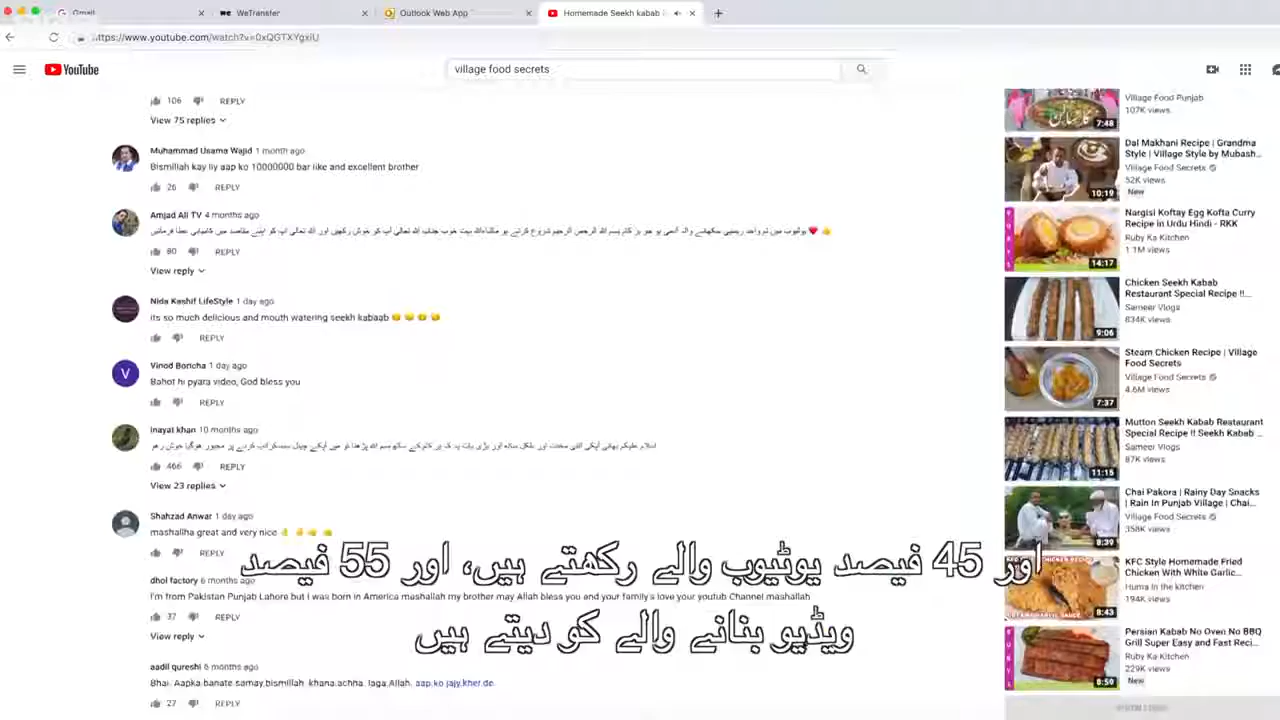 Gmail
WeTransfer
Outlook Web App
Homemade Seekh kabab
https://www.youtube.com/watch?v=0xQGTXYgxiU
YouTube
village food secrets
106 REPLY
View 75 replies
Muhammad Usama Wajid 1 month ago
Bismillah kay liy aap ko 10000000 bar like and excellent brother
26 REPLY
Amjad Ali TV 4 months ago
80 REPLY
View reply
Nida Kashif LifeStyle 1 day ago
its so much delicious and mouth watering seekh kabaab
REPLY
V
Vinod Boricha 1 day ago
Bahot hi pyara video, God bless you
REPLY
inayat khan 10 months ago
466 REPLY
View 23 replies
Shahzad Anwar 1 day ago
mashallha great and very nice
REPLY
اور 45 فیصد یوٹیوب والے رکھتے ہیں، اور 55 فیصد
ویڈیو بنانے والے کو دیتے ہیں
dhol factory 6 months ago
I'm from Pakistan Punjab Lahore but I was born in America mashallah my brother may Allah bless you and your family's love your youtub Channel mashallah
37 REPLY
View reply
aadil qureshi 6 months ago
Bhai. Aapka.banate.samay.bismillah. khana.achha. laga.Allah. aap.ko.jajy.kher.de.
27 REPLY
Village Food Punjab
107K views
7:48
Dal Makhani Recipe | Grandma
Style | Village Style by Mubash...
Village Food Secrets
52K views
New
10:19
Nargisi Koftay Egg Kofta Curry
Recipe in Urdu Hindi - RKK
Ruby Ka Kitchen
1.1M views
14:17
Chicken Seekh Kabab
Restaurant Special Recipe !!...
Sameer Vlogs
834K views
9:06
Steam Chicken Recipe | Village
Food Secrets
Village Food Secrets
4.6M views
7:37
Mutton Seekh Kabab Restaurant
Special Recipe !! Seekh Kabab ...
Sameer Vlogs
87K views
11:15
Chai Pakora | Rainy Day Snacks
| Rain In Punjab Village | Chai...
Village Food Secrets
358K views
8:39
KFC Style Homemade Fried
Chicken With White Garlic...
Huma in the kitchen
194K views
8:43
Persian Kabab No Oven No BBQ
Grill Super Easy and Fast Reci...
Ruby Ka Kitchen
229K views
New
8:59